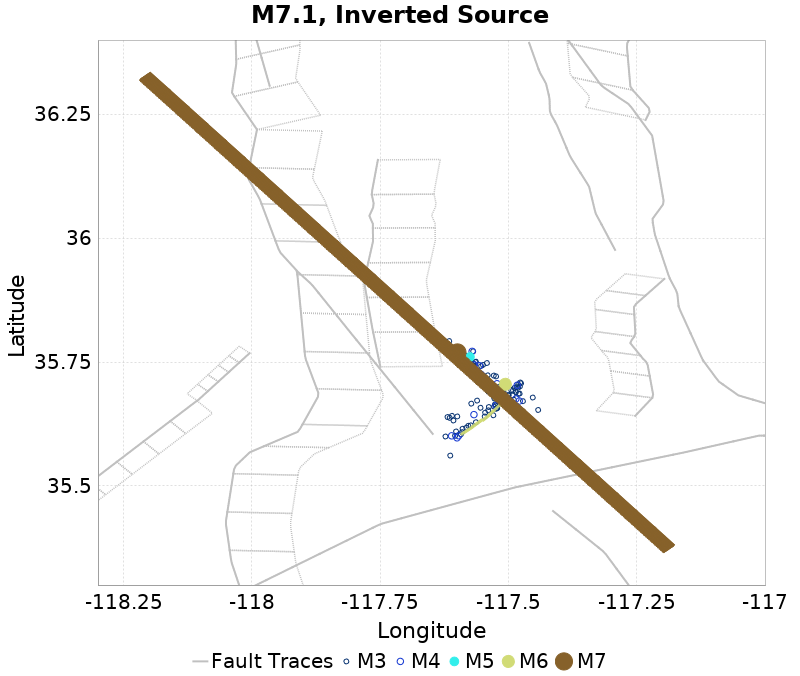 M7.1, Inverted Source
36.25
36
35.75
35.5
Latitude
-118.25 -118 -117.75 -117.5 -117.25 -117
Longitude
Fault Traces M3 M4 M5 M6 M7